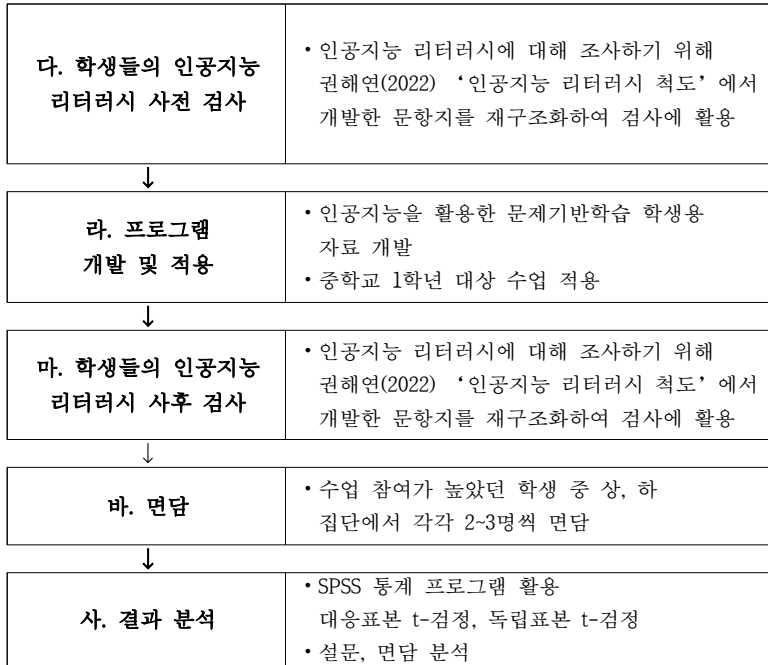 다. 학생들의 인공지능
리터러시 사전 검사
• 인공지능 리터러시에 대해 조사하기 위해
권해연(2022) ‘인공지능 리터러시 척도’에서
개발한 문항지를 재구조화하여 검사에 활용
↓
라. 프로그램
개발 및 적용
• 인공지능을 활용한 문제기반학습 학생용
자료 개발
• 중학교 1학년 대상 수업 적용
↓
마. 학생들의 인공지능
리터러시 사후 검사
• 인공지능 리터러시에 대해 조사하기 위해
권해연(2022) ‘인공지능 리터러시 척도’에서
개발한 문항지를 재구조화하여 검사에 활용
↓
바. 면담
• 수업 참여가 높았던 학생 중 상, 하
집단에서 각각 2~3명씩 면담
↓
사. 결과 분석
• SPSS 통계 프로그램 활용
대응표본 t-검정, 독립표본 t-검정
• 설문, 면담 분석